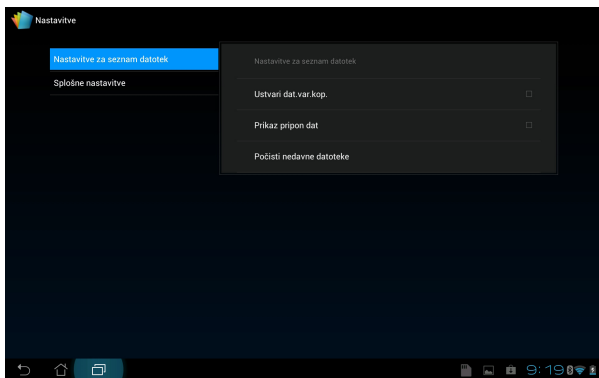 Nastavitve
Nastavitve za seznam datotek
Splošne nastavitve
Nastavitve za seznam datotek
Ustvari dat.var.kop.
Prikaz pripon dat
Počisti nedavne datoteke
9:19